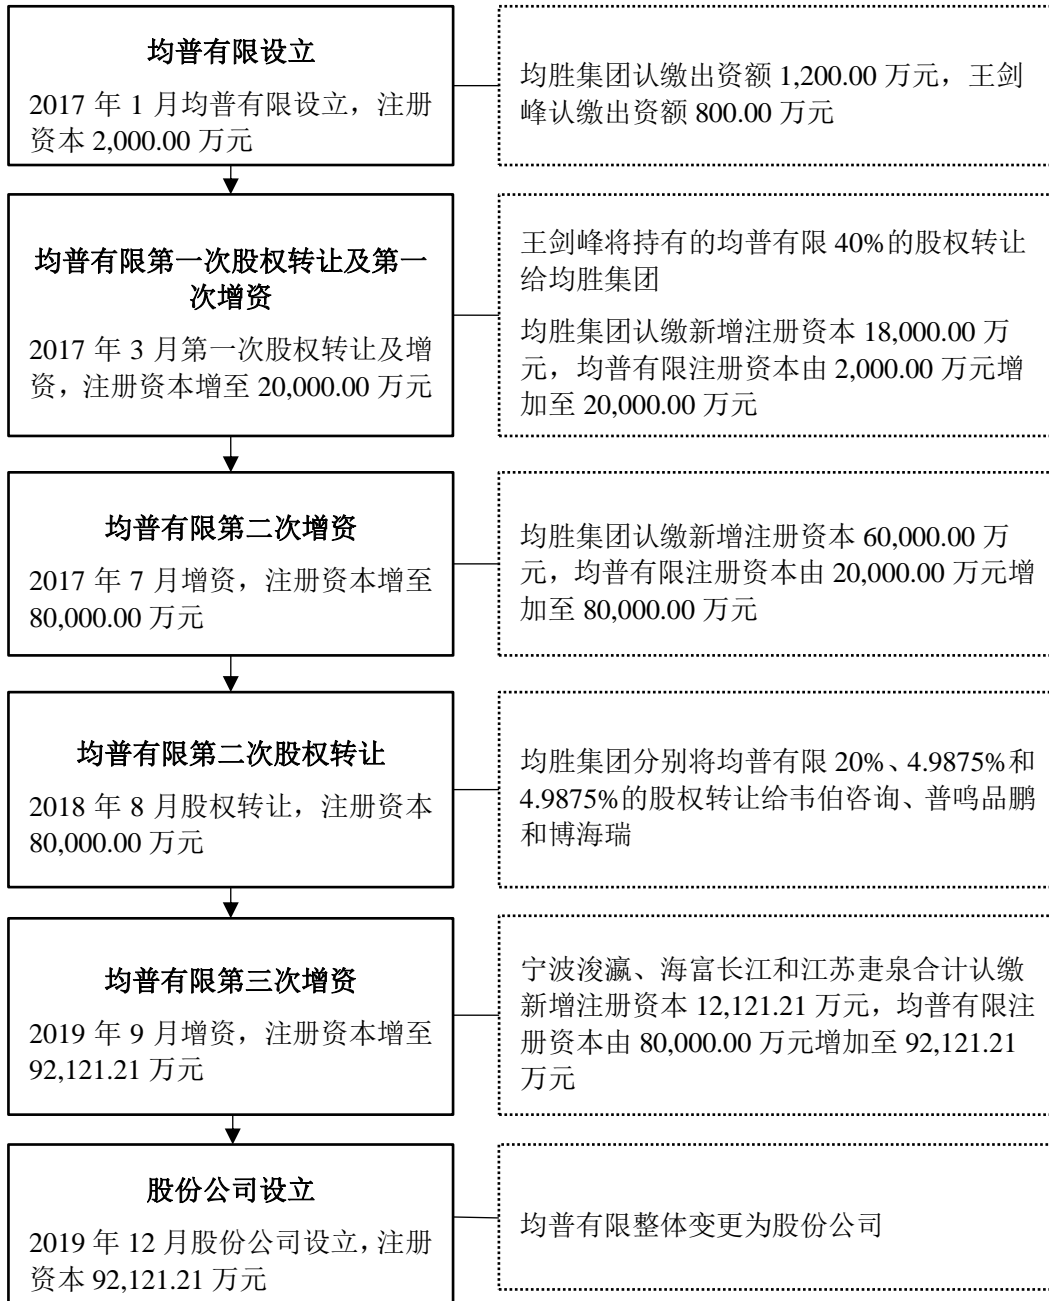 均普有限设立
2017 年 1 月均普有限设立，注册
资本 2,000.00 万元
均胜集团认缴出资额 1,200.00 万元，王剑
峰认缴出资额 800.00 万元
均普有限第一次股权转让及第一
次增资
2017 年 3 月第一次股权转让及增
资，注册资本增至 20,000.00 万元
王剑峰将持有的均普有限 40%的股权转让
给均胜集团
均胜集团认缴新增注册资本 18,000.00 万
元，均普有限注册资本由 2,000.00 万元增
加至 20,000.00 万元
均普有限第二次增资
2017 年 7 月增资，注册资本增至
80,000.00 万元
均胜集团认缴新增注册资本 60,000.00 万
元，均普有限注册资本由 20,000.00 万元增
加至 80,000.00 万元
均普有限第二次股权转让
2018 年 8 月股权转让，注册资本
80,000.00 万元
均胜集团分别将均普有限 20%、4.9875%和
4.9875%的股权转让给韦伯咨询、普鸣品鹏
和博海瑞
均普有限第三次增资
2019 年 9 月增资，注册资本增至
92,121.21 万元
宁波浚瀛、海富长江和江苏疌泉合计认缴
新增注册资本 12,121.21 万元，均普有限注
册资本由 80,000.00 万元增加至 92,121.21
万元
股份公司设立
2019 年 12 月股份公司设立，注册
资本 92,121.21 万元
均普有限整体变更为股份公司